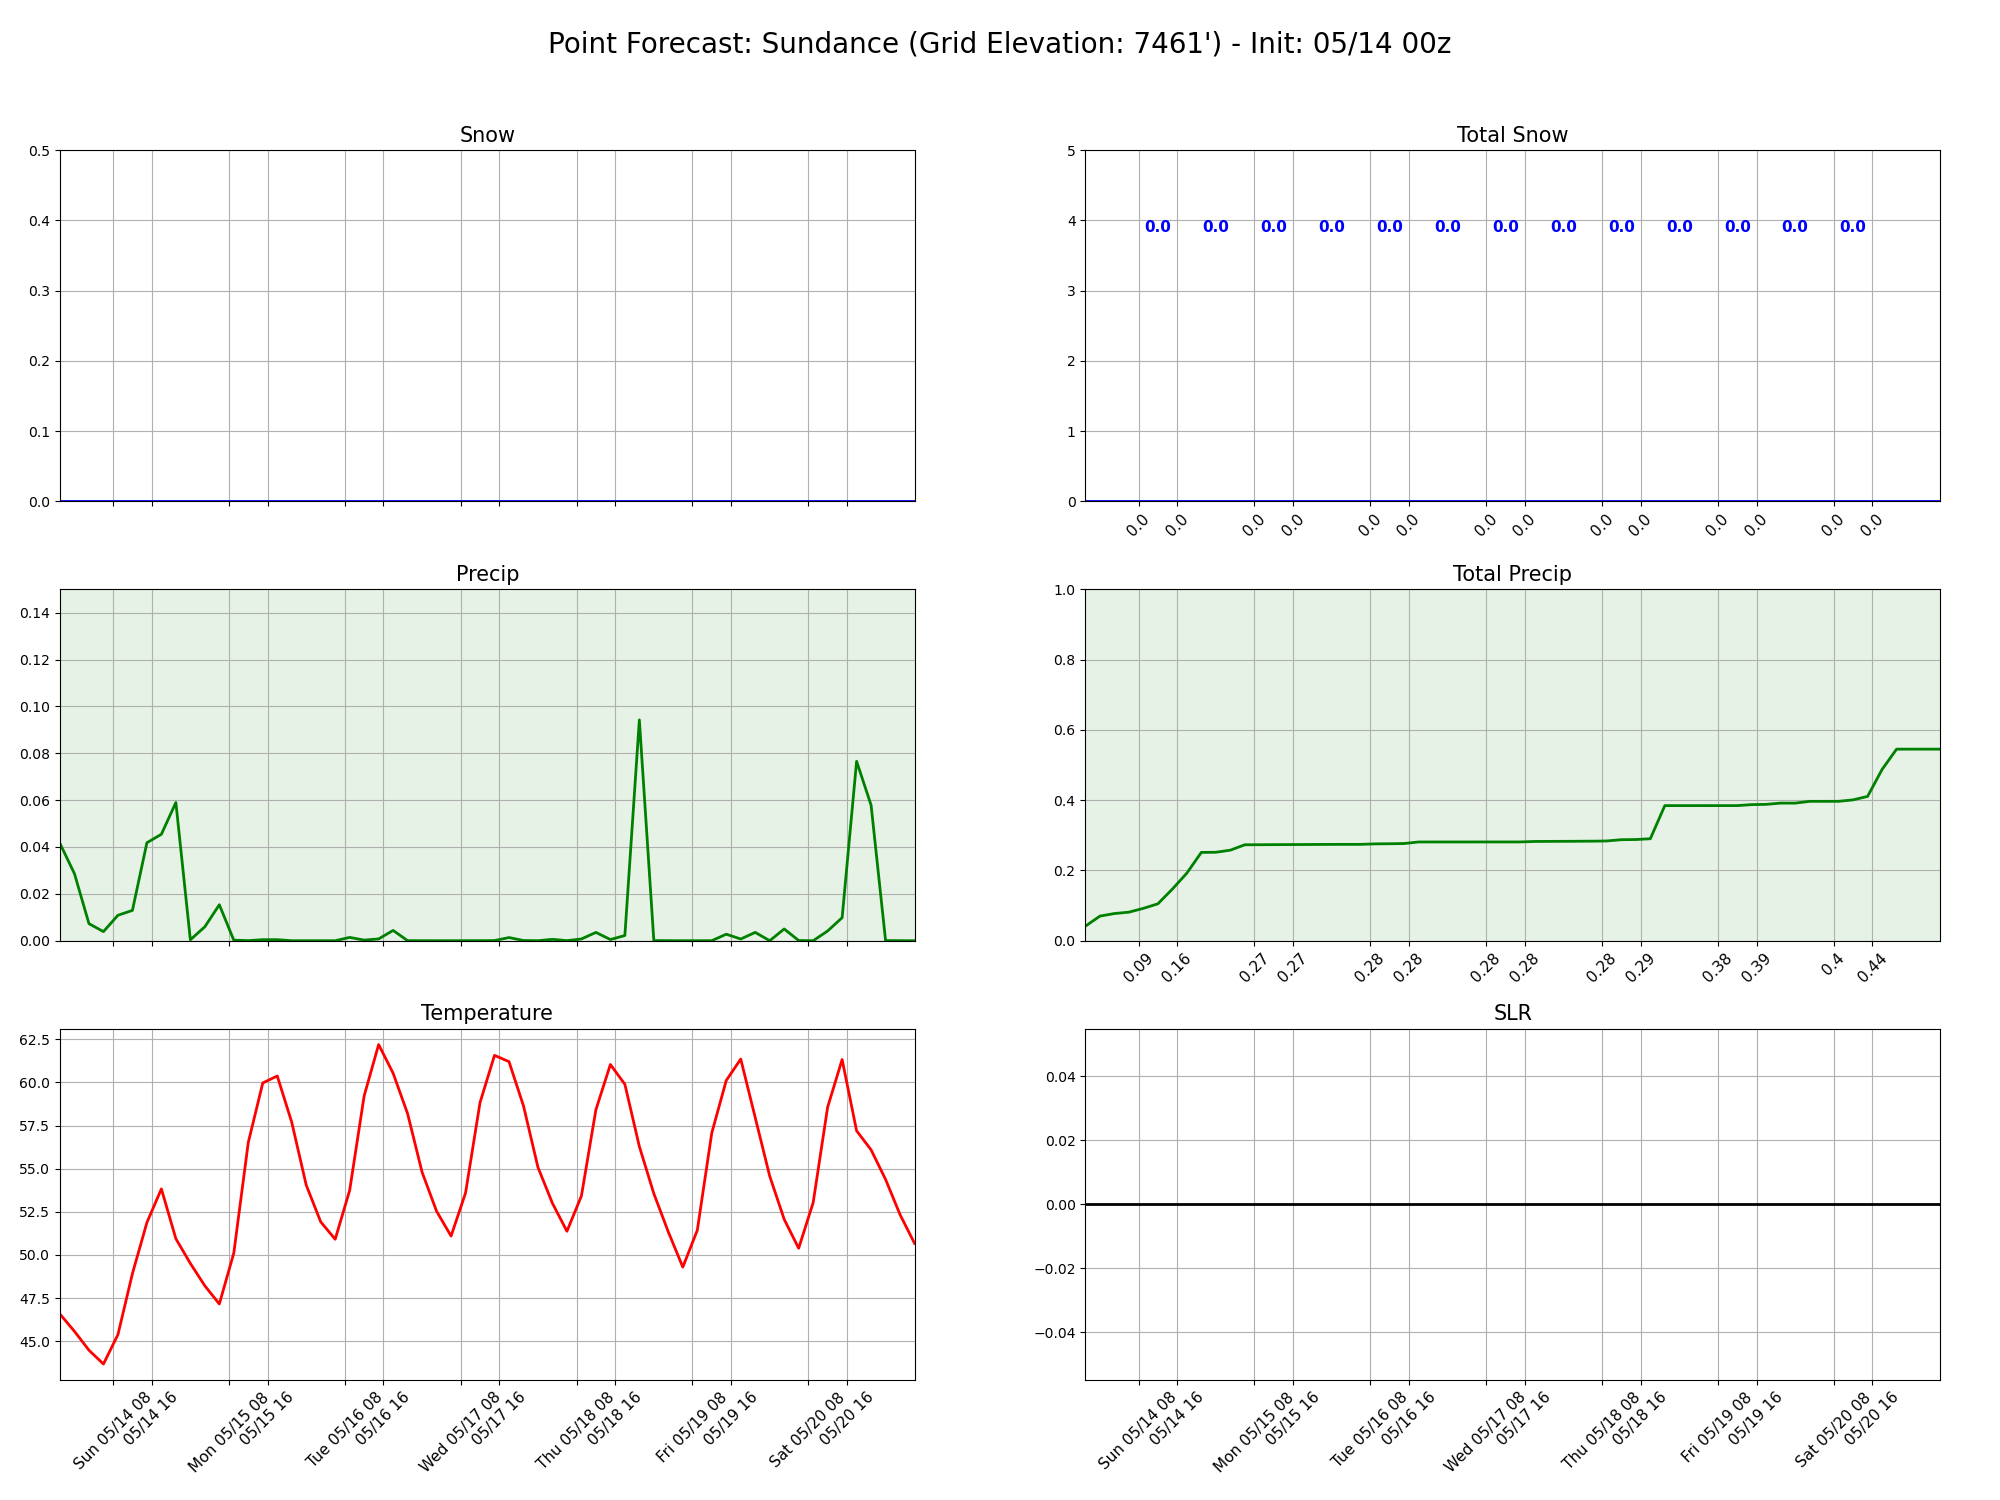 Point Forecast: Sundance (Grid Elevation: 7461') - Init: 05/14 00z
Snow
0.5
0.4
0.3
0.2
0.1
0.0
Total Snow
5
4
3
2
1
0
0.0 0.0 0.0 0.0 0.0 0.0 0.0 0.0 0.0 0.0 0.0 0.0 0.0
0.0 0.0 0.0 0.0 0.0 0.0 0.0 0.0 0.0 0.0 0.0 0.0 0.0 0.0
Precip
0.14
0.12
0.10
0.08
0.06
0.04
0.02
0.00
Total Precip
1.0
0.8
0.6
0.4
0.2
0.0
0.09 0.16 0.27 0.27 0.28 0.28 0.28 0.28 0.28 0.29 0.38 0.39 0.4 0.44
Temperature
62.5
60.0
57.5
55.0
52.5
50.0
47.5
45.0
Sun 05/14 08
05/14 16
Mon 05/15 08
05/15 16
Tue 05/16 08
05/16 16
Wed 05/17 08
05/17 16
Thu 05/18 08
05/18 16
Fri 05/19 08
05/19 16
Sat 05/20 08
05/20 16
SLR
0.04
0.02
0.00
−0.02
−0.04
Sun 05/14 08
05/14 16
Mon 05/15 08
05/15 16
Tue 05/16 08
05/16 16
Wed 05/17 08
05/17 16
Thu 05/18 08
05/18 16
Fri 05/19 08
05/19 16
Sat 05/20 08
05/20 16